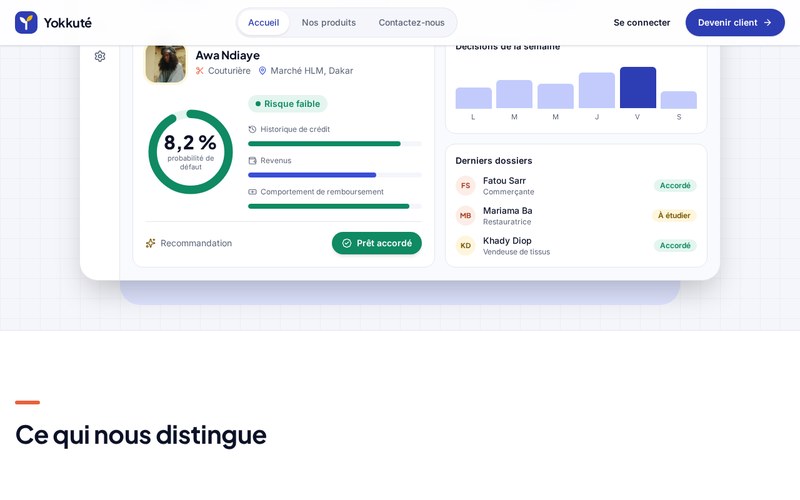 Yokkuté
Accueil
Nos produits
Contactez-nous
Se connecter
Devenir client
Awa Ndiaye
Couturière
Marché HLM, Dakar
Risque faible
8,2 %
probabilité de
défaut
Historique de crédit
Revenus
Comportement de remboursement
Recommandation
Prêt accordé
Décisions de la semaine
L M M J V S
Derniers dossiers
FS
Fatou Sarr
Commerçante
Accordé
MB
Mariama Ba
Restauratrice
À étudier
KD
Khady Diop
Vendeuse de tissus
Accordé
Ce qui nous distingue